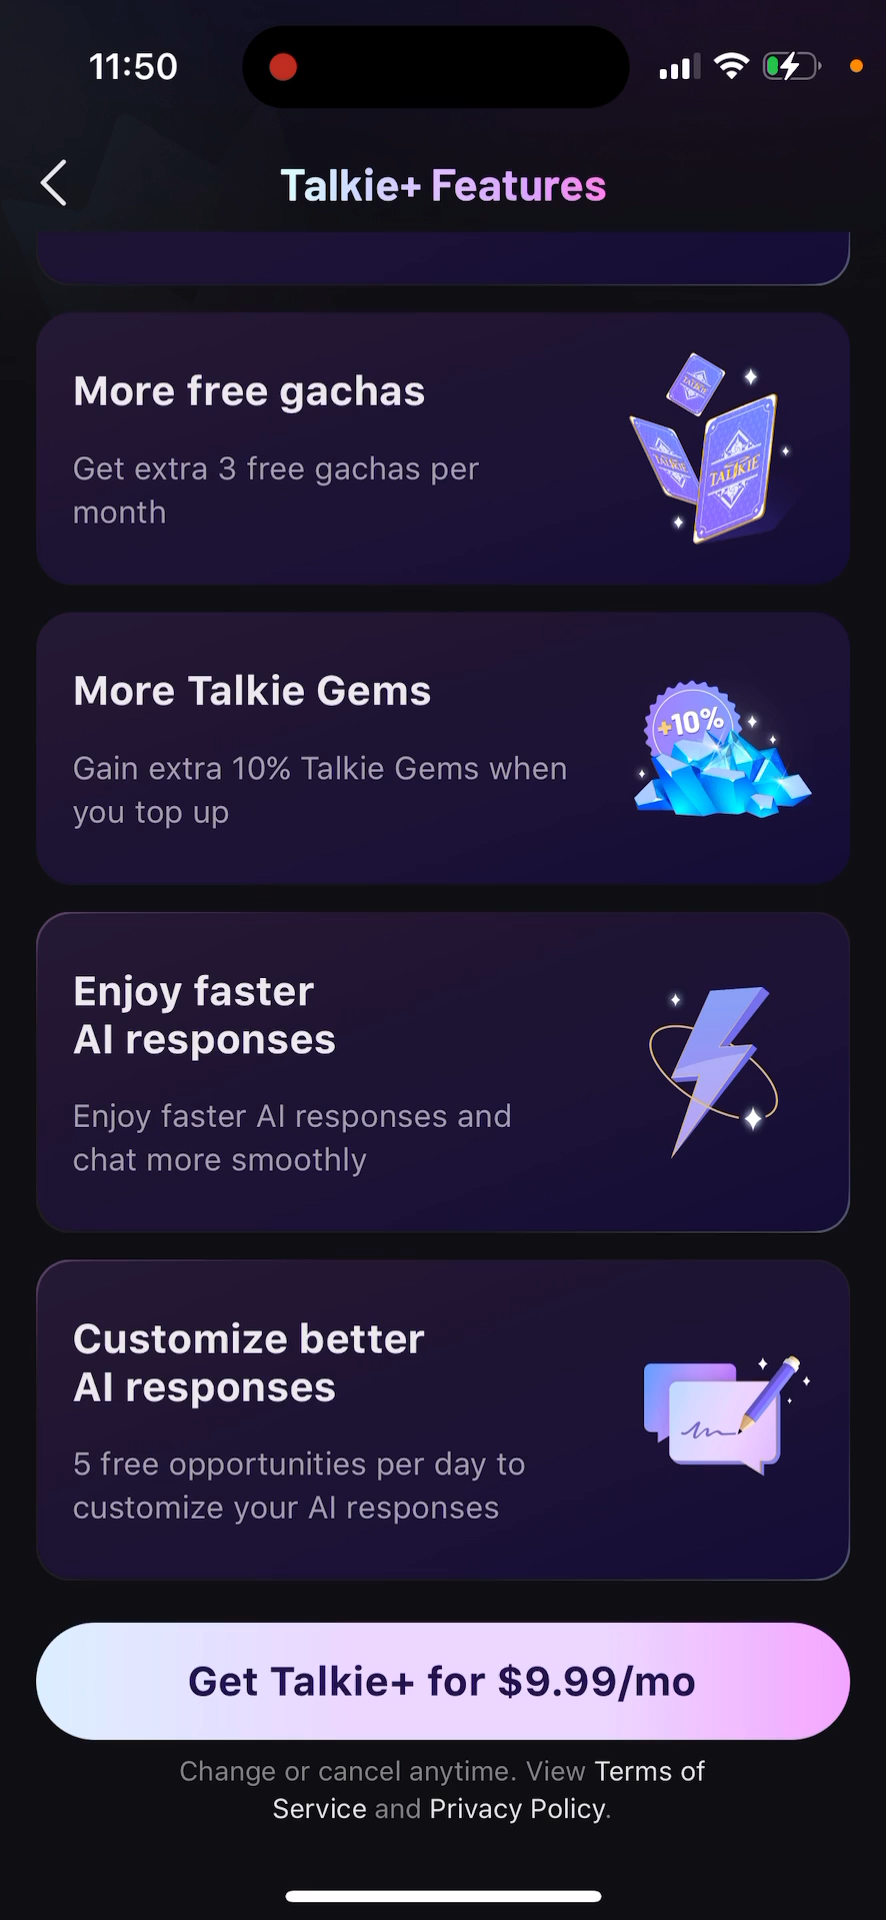 11:50
Talkie+ Features
More free gachas
Get extra 3 free gachas per
month
TALKIE
TALKIE
TALKIE
More Talkie Gems
Gain extra 10% Talkie Gems when
you top up
+10%
Enjoy faster
AI responses
Enjoy faster AI responses and
chat more smoothly
Customize better
AI responses
5 free opportunities per day to
customize your AI responses
Get Talkie+ for $9.99/mo
Change or cancel anytime. View Terms of
Service and Privacy Policy.